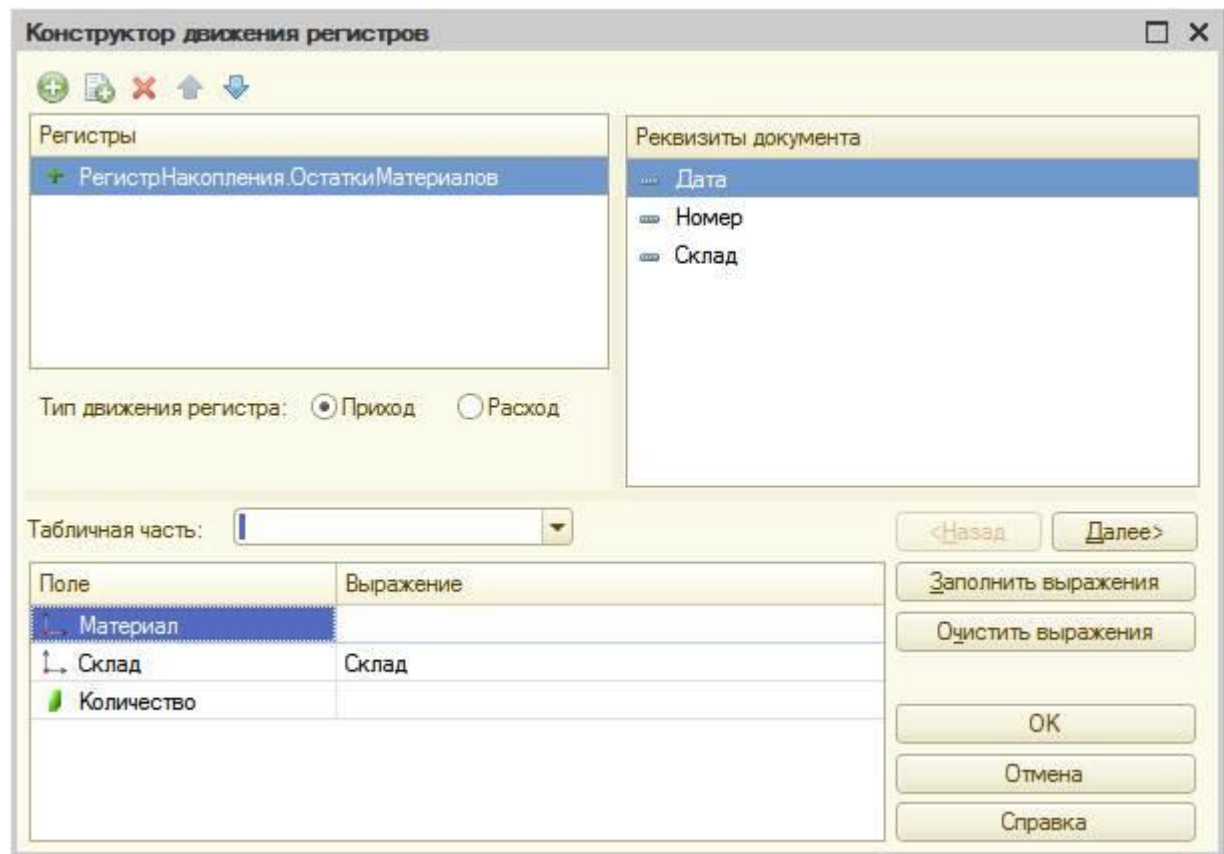 Конструктор движения регистров
Регистры
РегистрНакопления.ОстаткиМатериалов
Реквизиты документа
Дата
Номер
Склад
Тип движения регистра: Приход Расход
Табличная часть:
<Назад Далее>
Поле Выражение
Материал
Склад Склад
Количество
Заполнить выражения
Очистить выражения
OK
Отмена
Справка